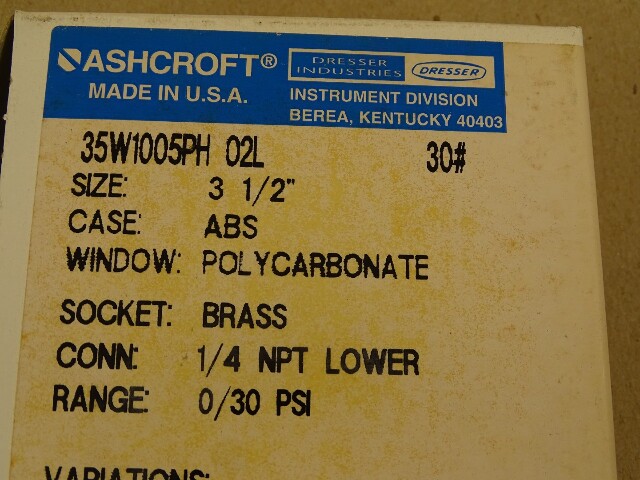 ASHCROFT®
MADE IN U.S.A.
DRESSER
INDUSTRIES
DRESSER
INSTRUMENT DIVISION
BEREA, KENTUCKY 40403
35W1005PH 02L 30#
SIZE: 3 1/2"
CASE: ABS
WINDOW: POLYCARBONATE
SOCKET: BRASS
CONN: 1/4 NPT LOWER
RANGE: 0/30 PSI
VARIATIONS: